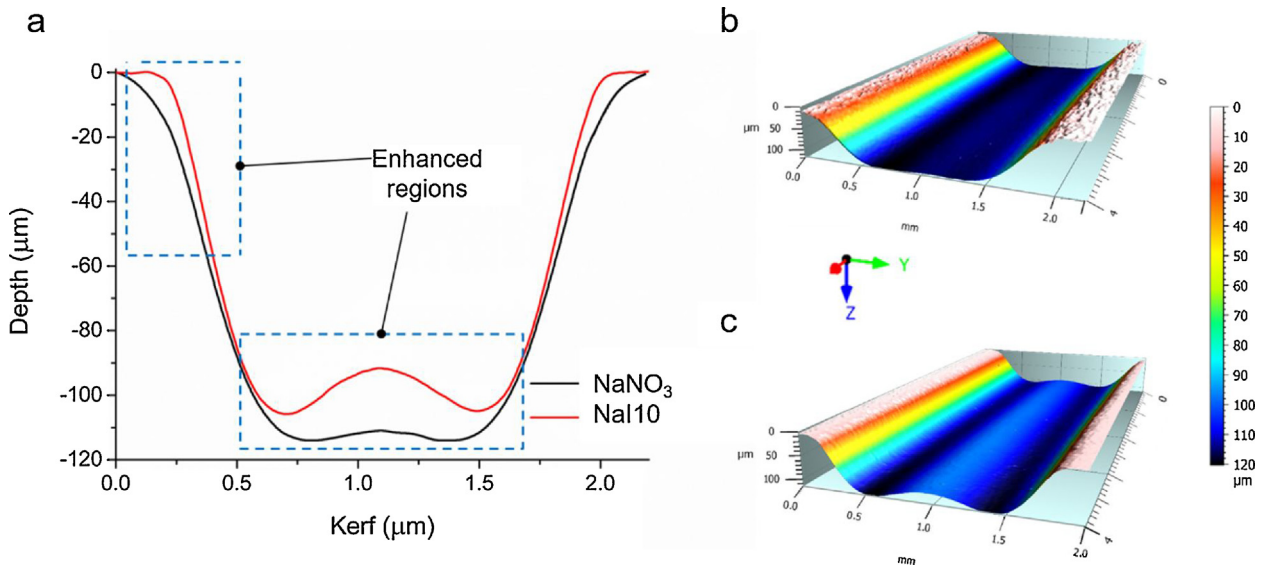 a
0
-20
-40
-60
-80
-100
-120
Depth (μm)
0.0 0.5 1.0 1.5 2.0
Kerf (μm)
Enhanced
regions
NaNO3
NaI10
b
0
50
100
μm
0.0 0.5 1.0 1.5 2.0
mm
0
4
Y
Z
c
0
50
100
μm
0.0 0.5 1.0 1.5 2.0
mm
0
4
0
10
20
30
40
50
60
70
80
90
100
110
120
μm